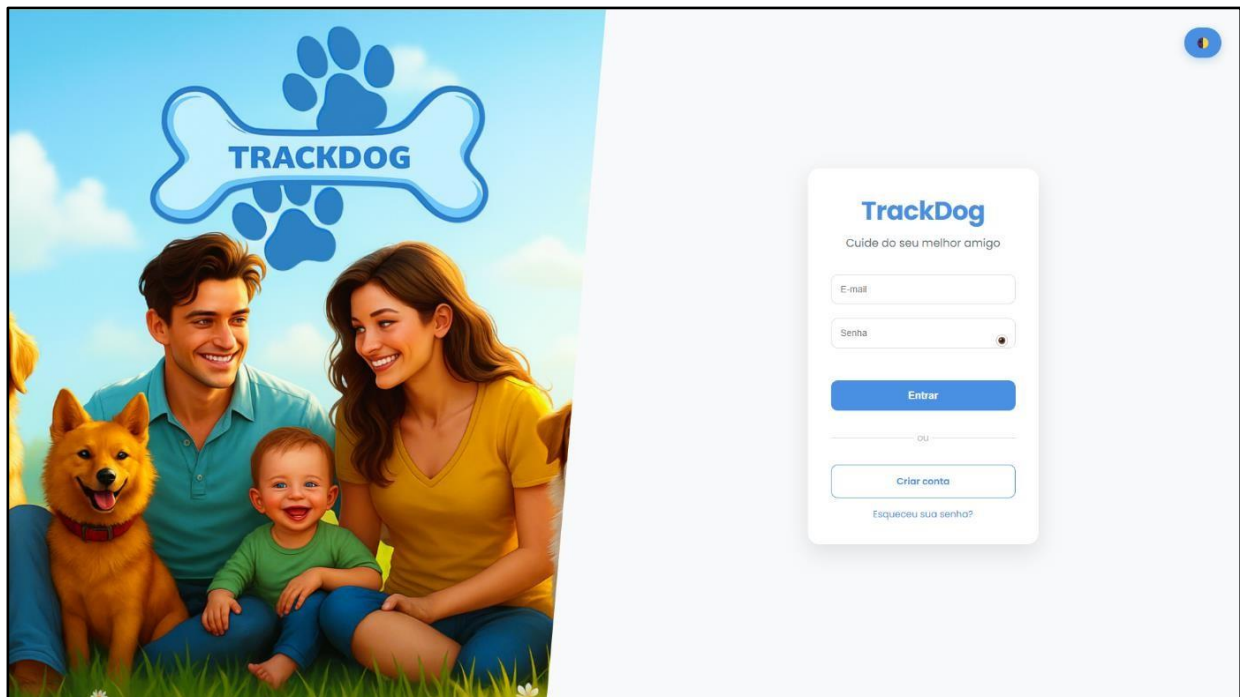 TRACKDOG
TrackDog
Cuide do seu melhor amigo
E-mail
Senha
Entrar
ou
Criar conta
Esqueceu sua senha?